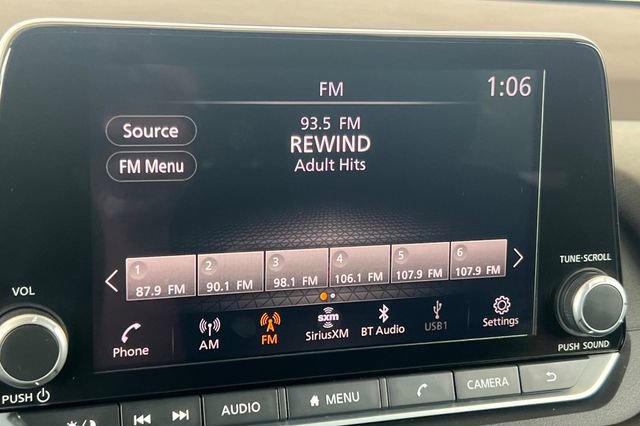 FM
1:06
Source
FM Menu
93.5 FM
REWIND
Adult Hits
1
87.9 FM
2
90.1 FM
3
98.1 FM
4
106.1 FM
5
107.9 FM
6
107.9 FM
Phone
AM
FM
sxm
SiriusXM
BT Audio
USB1
Settings
VOL
PUSH
TUNE·SCROLL
PUSH SOUND
AUDIO
MENU
CAMERA